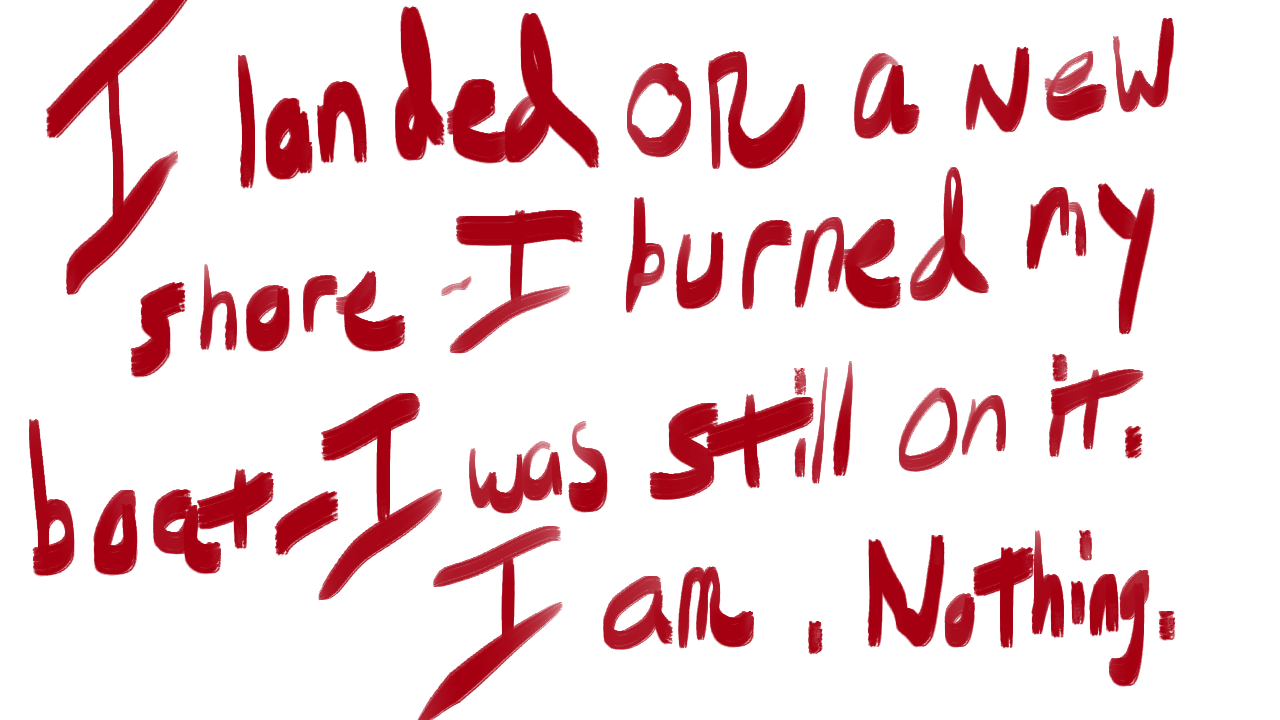 I landed on a new
shore - I burned my
boat - I was still on it.
I am. Nothing.